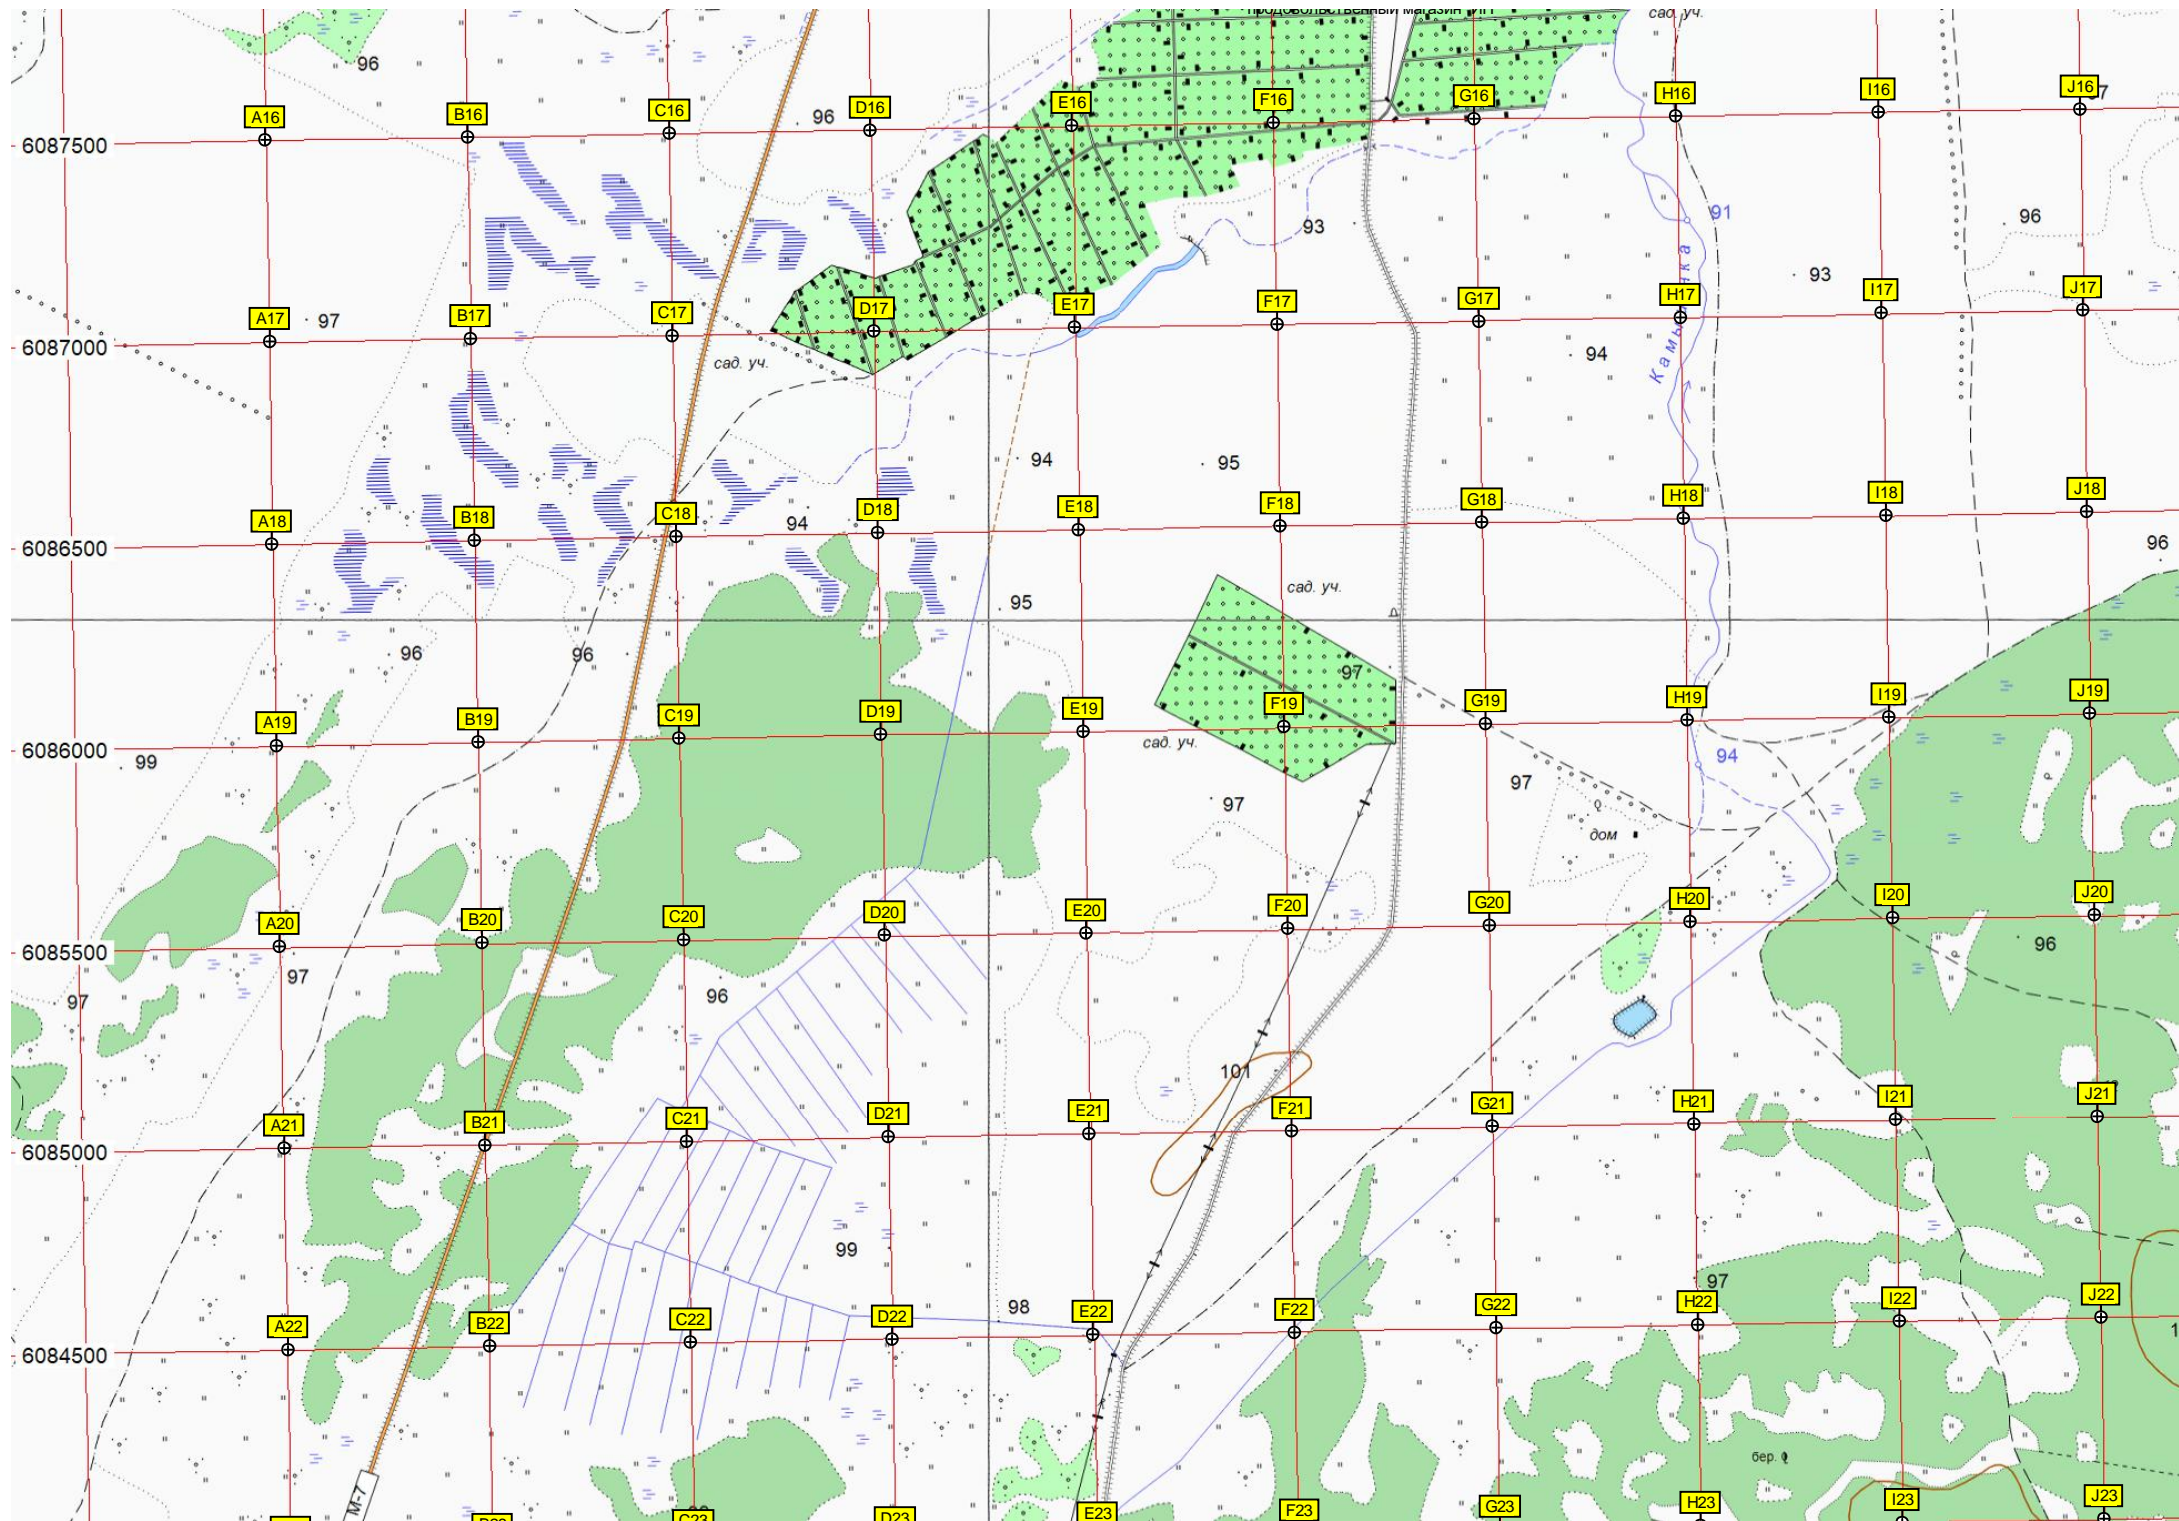 продовольственный магазин "ИП
сад. уч.
96
A16 B16 C16 D16 E16 F16 G16 H16 I16 J16
96
6087500
91
96
93
93
Камынка
A17 B17 C17 D17 E17 F17 G17 H17 I17 J17
97
6087000
сад. уч.
94
94
95
A18 B18 C18 D18 E18 F18 G18 H18 I18 J18
94
6086500
96
сад. уч.
95
96
96
97
A19 B19 C19 D19 E19 F19 G19 H19 I19 J19
6086000
сад. уч.
99
94
97
97
дом
A20 B20 C20 D20 E20 F20 G20 H20 I20 J20
6085500
96
97
96
97
101
A21 B21 C21 D21 E21 F21 G21 H21 I21 J21
6085000
99
97
98
A22 B22 C22 D22 E22 F22 G22 H22 I22 J22
6084500
бер.
М-7
C23 D23 E23 F23 G23 H23 I23 J23